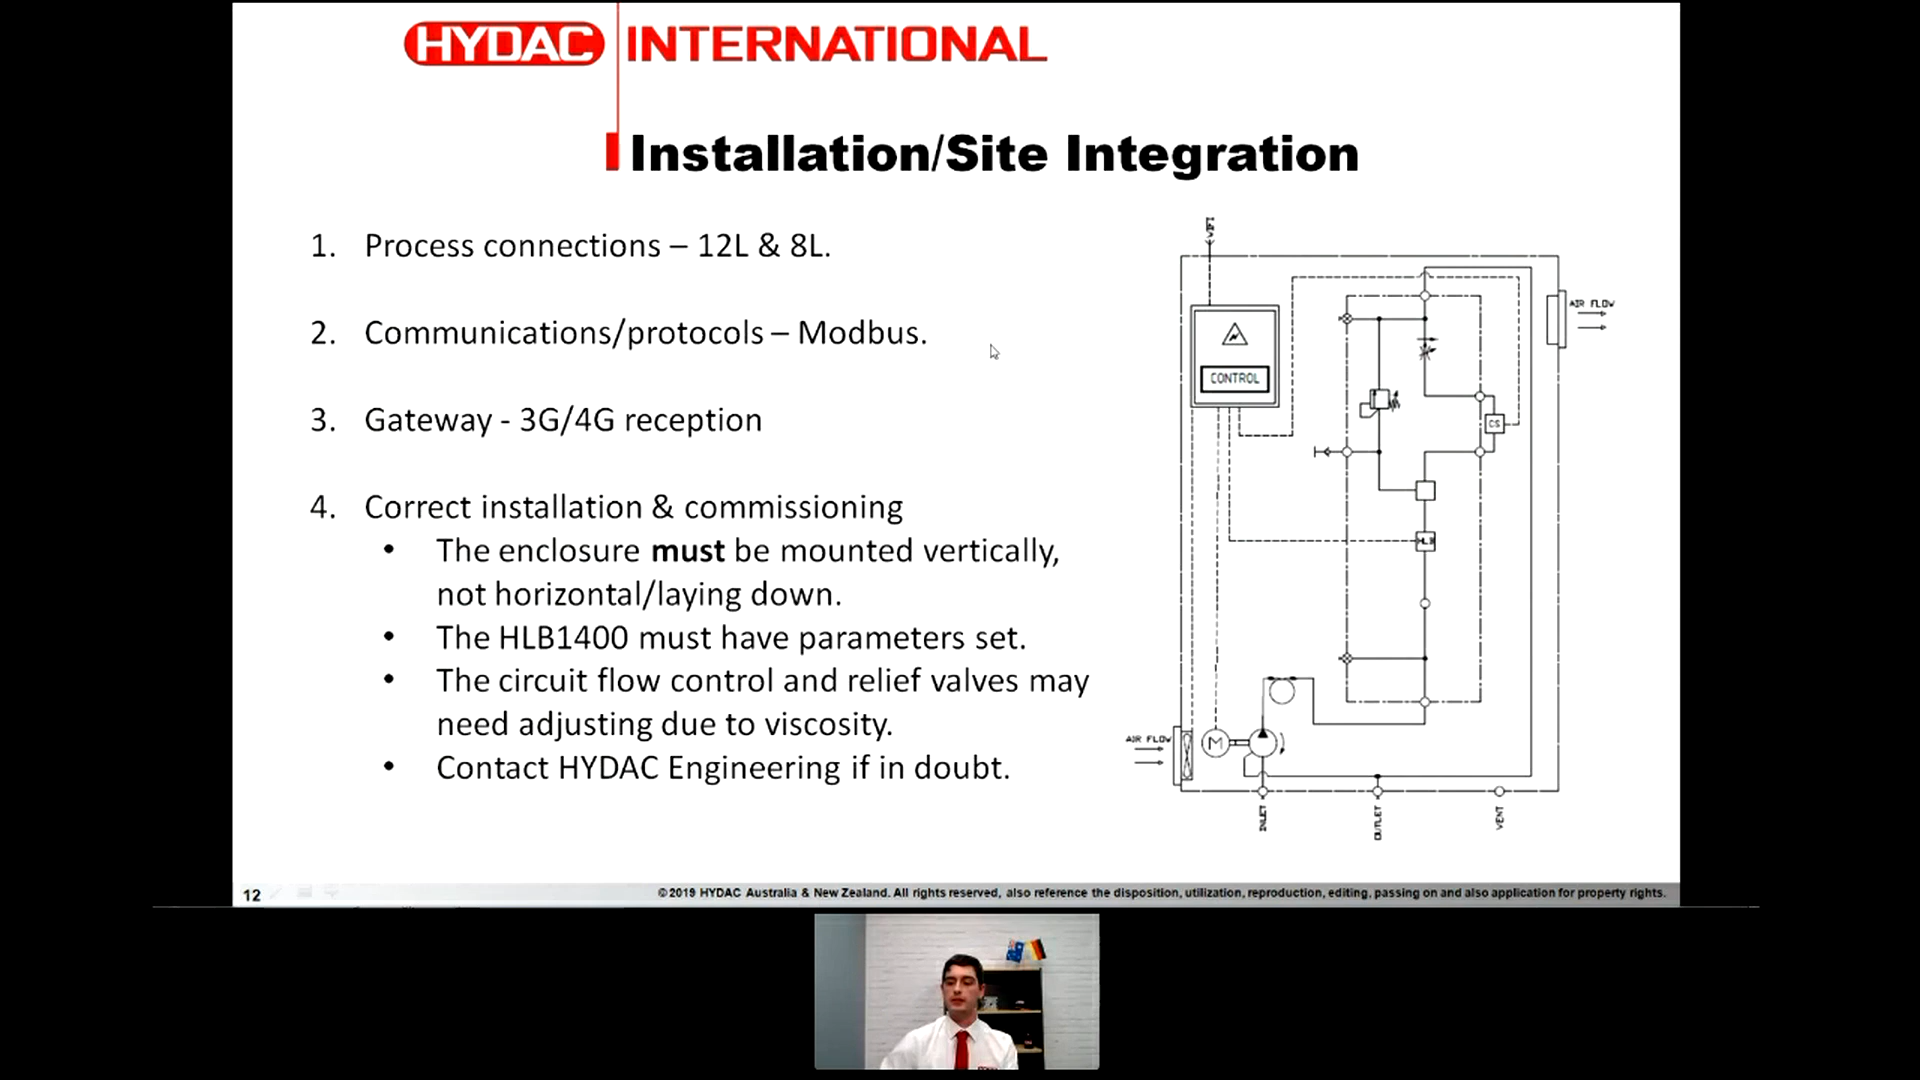 HYDAC INTERNATIONAL
Installation/Site Integration
1. Process connections – 12L & 8L.
2. Communications/protocols – Modbus.
3. Gateway - 3G/4G reception
4. Correct installation & commissioning
• The enclosure must be mounted vertically,
not horizontal/laying down.
• The HLB1400 must have parameters set.
• The circuit flow control and relief valves may
need adjusting due to viscosity.
• Contact HYDAC Engineering if in doubt.
CONTROL
AIR FLOW
CS
HLB
M
AIR FLOW
INLET
OUTLET
VENT
12
©2019 HYDAC Australia & New Zealand. All rights reserved, also reference the disposition, utilization, reproduction, editing, passing on and also application for property rights.